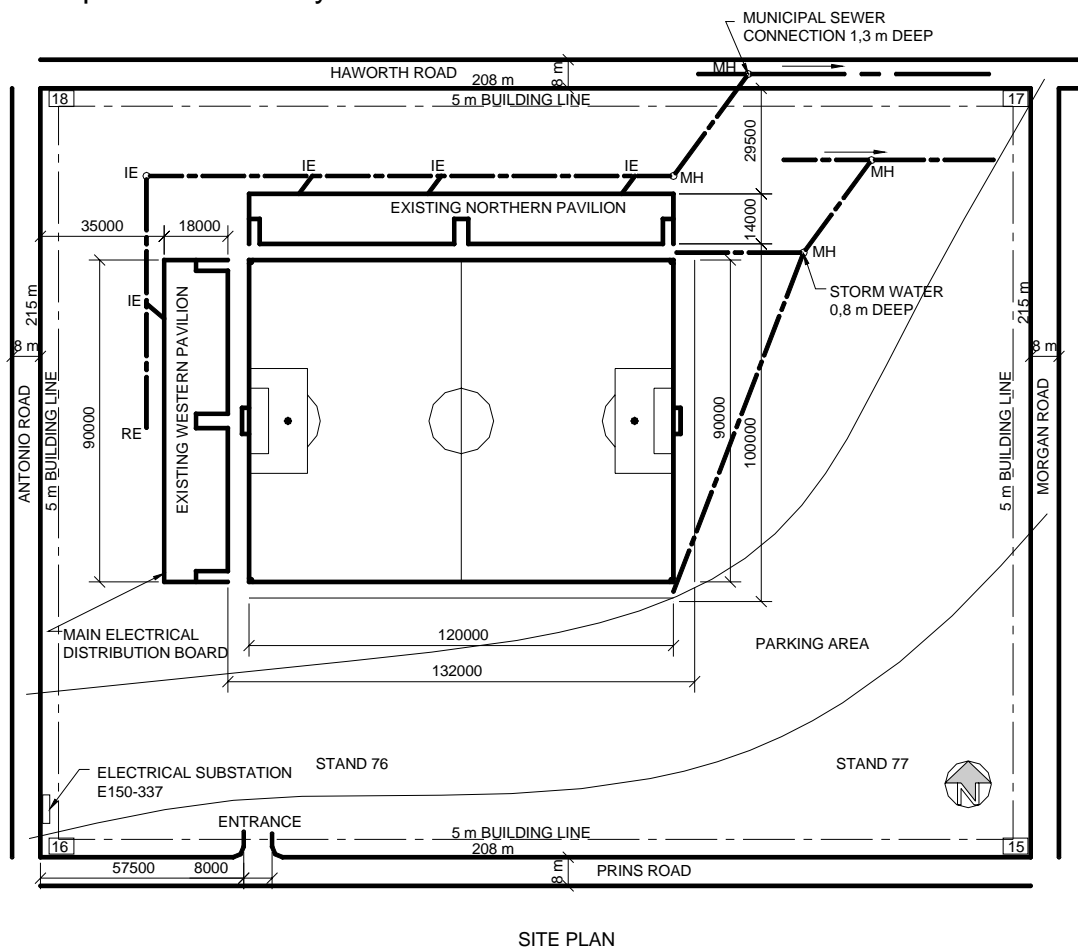 MUNICIPAL SEWER
CONNECTION 1,3 m DEEP
HAWORTH ROAD
208 m
8 m
MH
18
5 m BUILDING LINE
17
29500
IE
IE
IE
IE
MH
MH
EXISTING NORTHERN PAVILION
14000
35000
18000
MH
STORM WATER
0,8 m DEEP
215 m
215 m
8 m
8 m
IE
ANTONIO ROAD
5 m BUILDING LINE
90000
RE
EXISTING WESTERN PAVILION
90000
100000
5 m BUILDING LINE
MORGAN ROAD
MAIN ELECTRICAL
DISTRIBUTION BOARD
120000
132000
PARKING AREA
STAND 76
STAND 77
ELECTRICAL SUBSTATION
E150-337
N
ENTRANCE
16
5 m BUILDING LINE
15
208 m
57500
8000
8 m
PRINS ROAD
SITE PLAN